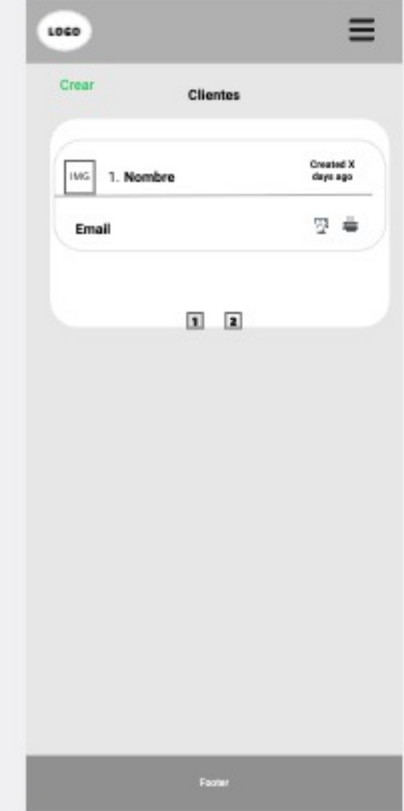 LOGO
Crear
Clientes
IMG
1. Nombre
Created X
days ago
Email
1
2
Footer